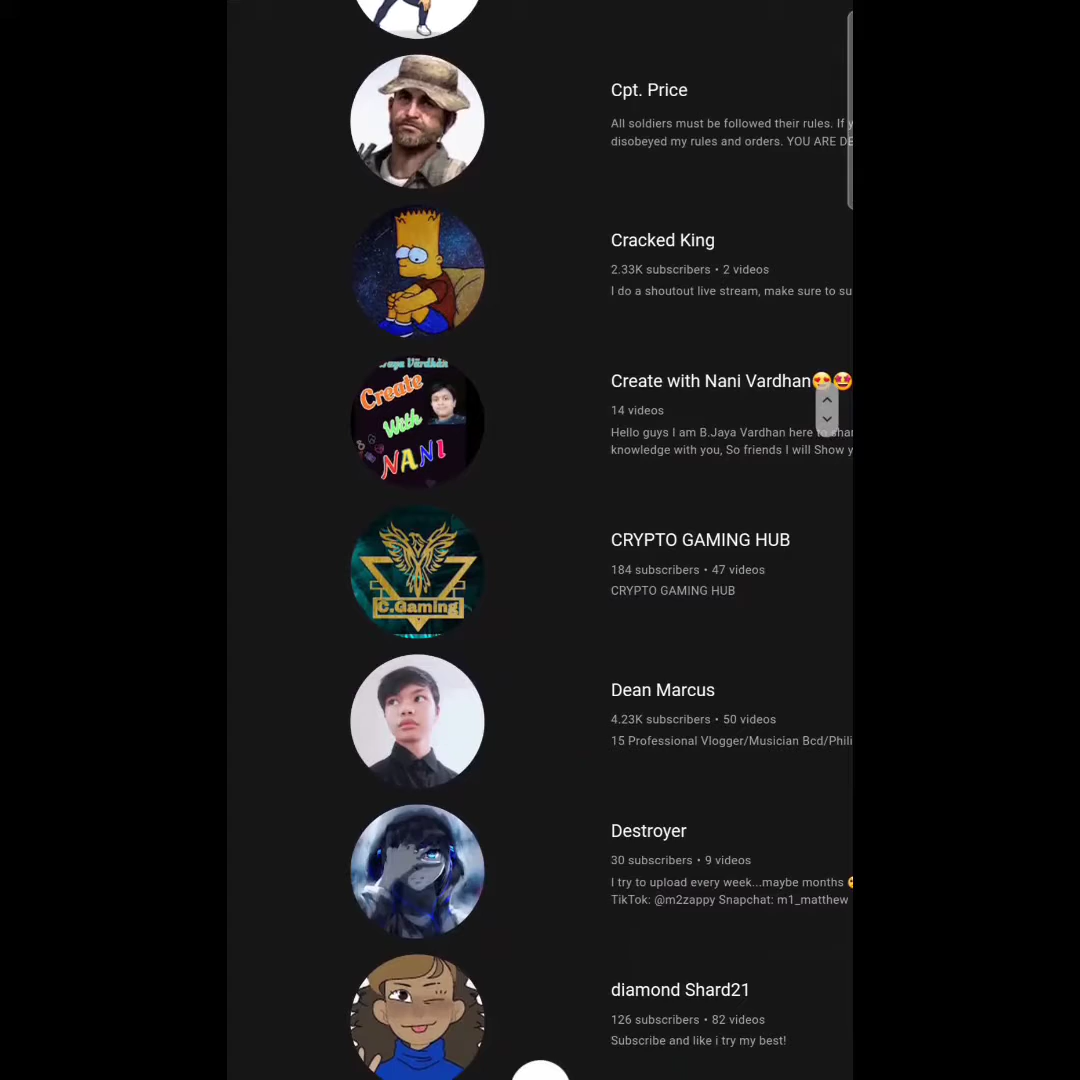 Cpt. Price
All soldiers must be followed their rules. If
disobeyed my rules and orders. YOU ARE
Cracked King
2.33K subscribers • 2 videos
I do a shoutout live stream, make sure to su
Create with Nani Vardhan😍🤩
14 videos
Hello guys I am B.Jaya Vardhan here to
knowledge with you, So friends I will Show y
Jaya Vardhan
Create
With
NANI
CRYPTO GAMING HUB
184 subscribers • 47 videos
CRYPTO GAMING HUB
C.Gaming
Dean Marcus
4.23K subscribers • 50 videos
15 Professional Vlogger/Musician Bcd/Phili
Destroyer
30 subscribers • 9 videos
I try to upload every week...maybe months
TikTok: @m2zappy Snapchat: m1_matthew
diamond Shard21
126 subscribers • 82 videos
Subscribe and like i try my best!